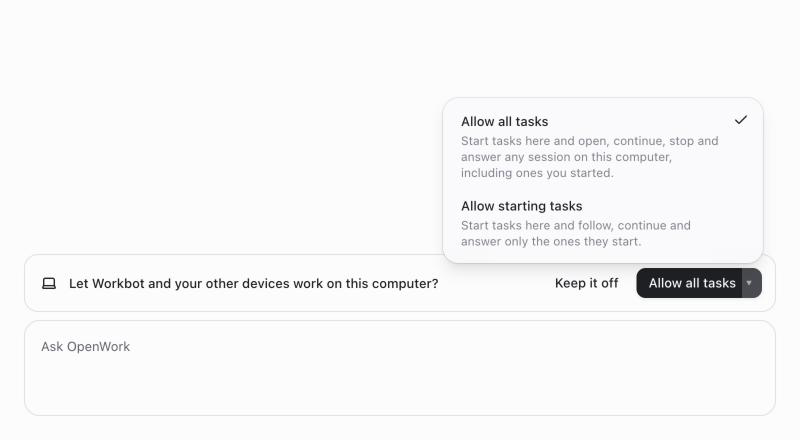 Allow all tasks
Start tasks here and open, continue, stop and
answer any session on this computer,
including ones you started.
Allow starting tasks
Start tasks here and follow, continue and
answer only the ones they start.
Let Workbot and your other devices work on this computer?
Keep it off
Allow all tasks
Ask OpenWork